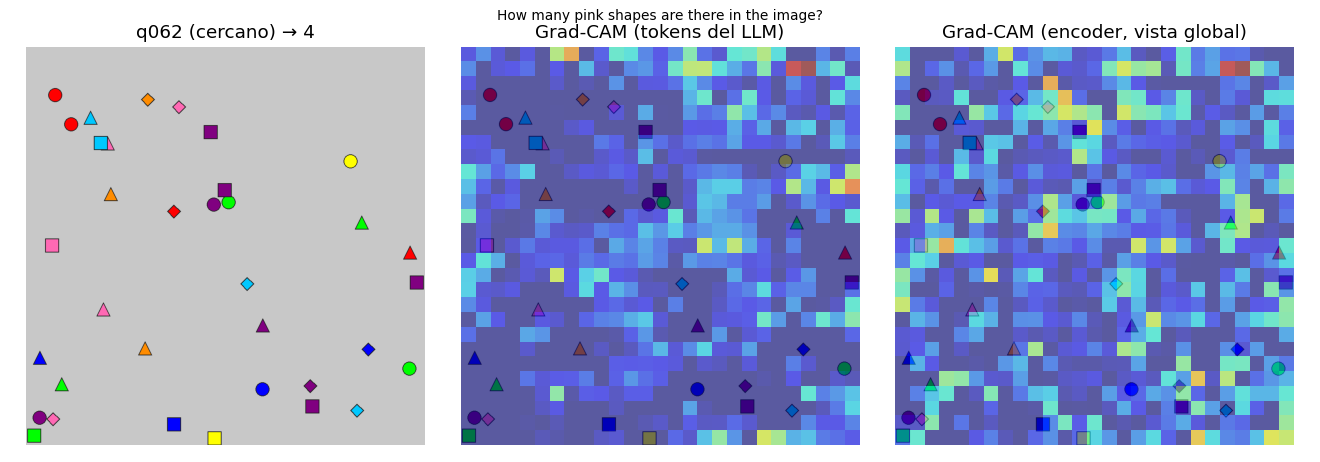 How many pink shapes are there in the image?
q062 (cercano) → 4
Grad-CAM (tokens del LLM)
Grad-CAM (encoder, vista global)